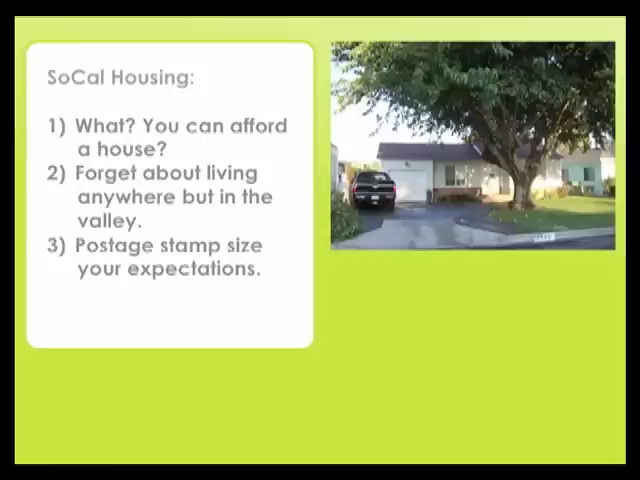 SoCal Housing:
1) What? You can afford
a house?
2) Forget about living
anywhere but in the
valley.
3) Postage stamp size
your expectations.